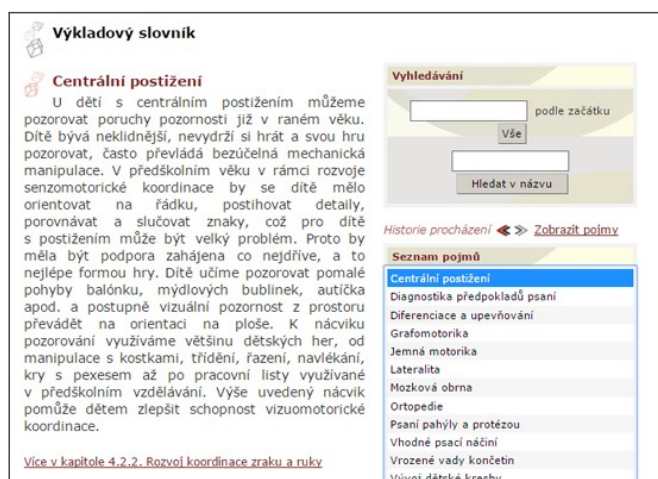 Výkladový slovník
Centrální postižení
U dětí s centrálním postižením můžeme
pozorovat poruchy pozornosti již v raném věku.
Dítě bývá neklidnější, nevydrží si hrát a svou hru
pozorovat, často převládá bezúčelná mechanická
manipulace. V předškolním věku v rámci rozvoje
senzomotorické koordinace by se dítě mělo
orientovat na řádku, postihovat detaily,
porovnávat a slučovat znaky, což pro dítě
s postižením může být velký problém. Proto by
měla být podpora zahájena co nejdříve, a to
nejlépe formou hry. Dítě učíme pozorovat pomalé
pohyby balónku, mýdlových bublinek, autíčka
apod. a postupně vizuální pozornost z prostoru
převádět na orientaci na ploše. K nácviku
pozorování využíváme většinu dětských her, od
manipulace s kostkami, třídění, řazení, navlékání,
kry s pexesem až po pracovní listy využívané
v předškolním vzdělávání. Výše uvedený nácvik
pomůže dětem zlepšit schopnost vizuomotorické
koordinace.
Více v kapitole 4.2.2. Rozvoj koordinace zraku a ruky
Vyhledávání
podle začátku
Vše
Hledat v názvu
Historie procházení Zobrazit pojmy
Seznam pojmů
Centrální postižení
Diagnostika předpokladů psaní
Diferenciace a upevňování
Grafomotorika
Jemná motorika
Lateralita
Mozková obrna
Ortopedie
Psaní pahýly a protézou
Vhodné psací náčiní
Vrozené vady končetin
Vývoj dětské kresby